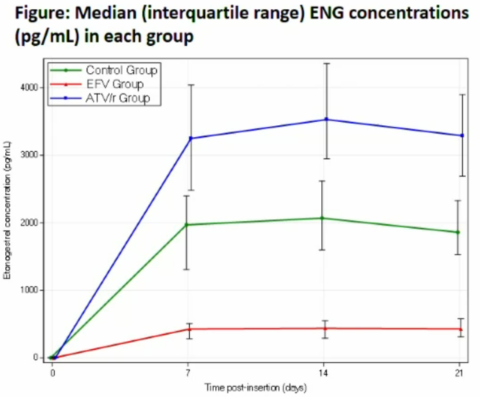 Figure: Median (interquartile range) ENG concentrations
(pg/mL) in each group
Control Group
EFV Group
ATV/r Group
Etonogestrel concentration (pg/mL)
4000
3000
2000
1000
0
0 7 14 21
Time post-insertion (days)